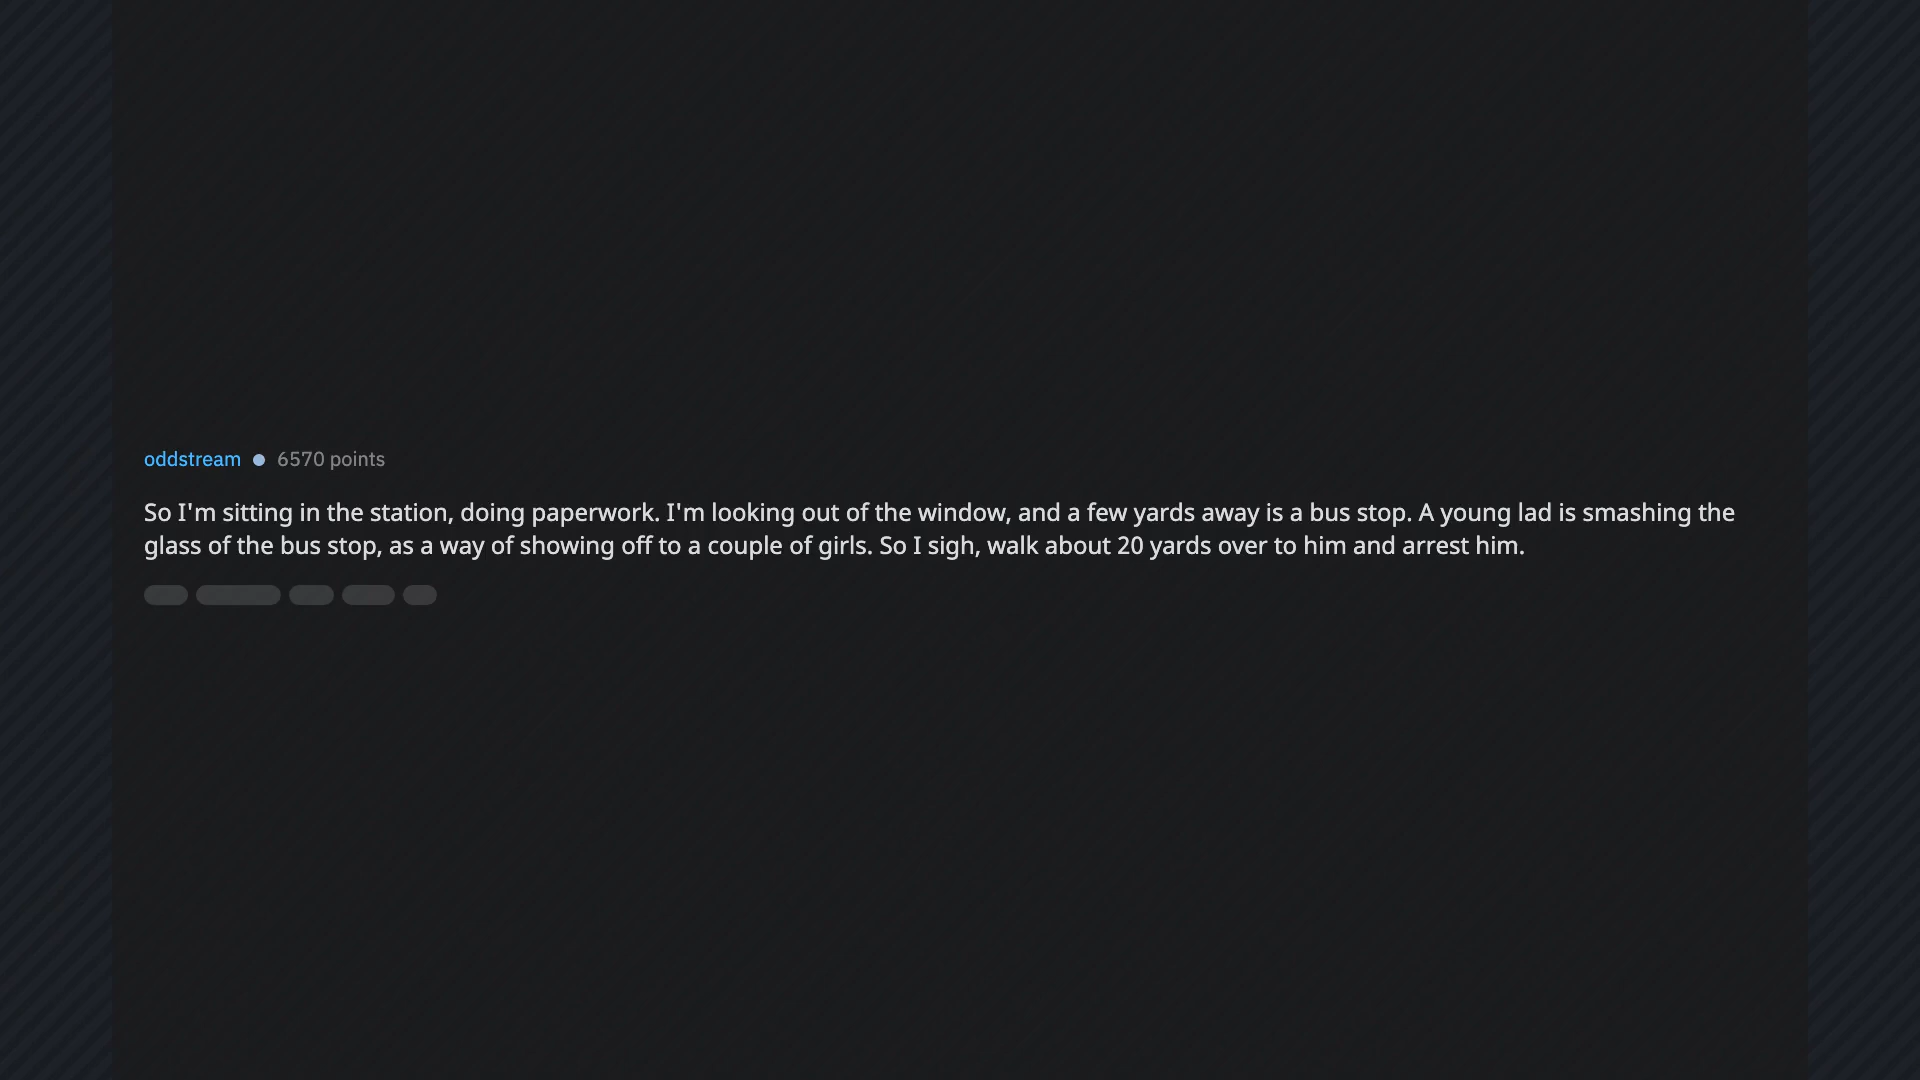 oddstream 6570 points
So I'm sitting in the station, doing paperwork. I'm looking out of the window, and a few yards away is a bus stop. A young lad is smashing the
glass of the bus stop, as a way of showing off to a couple of girls. So I sigh, walk about 20 yards over to him and arrest him.